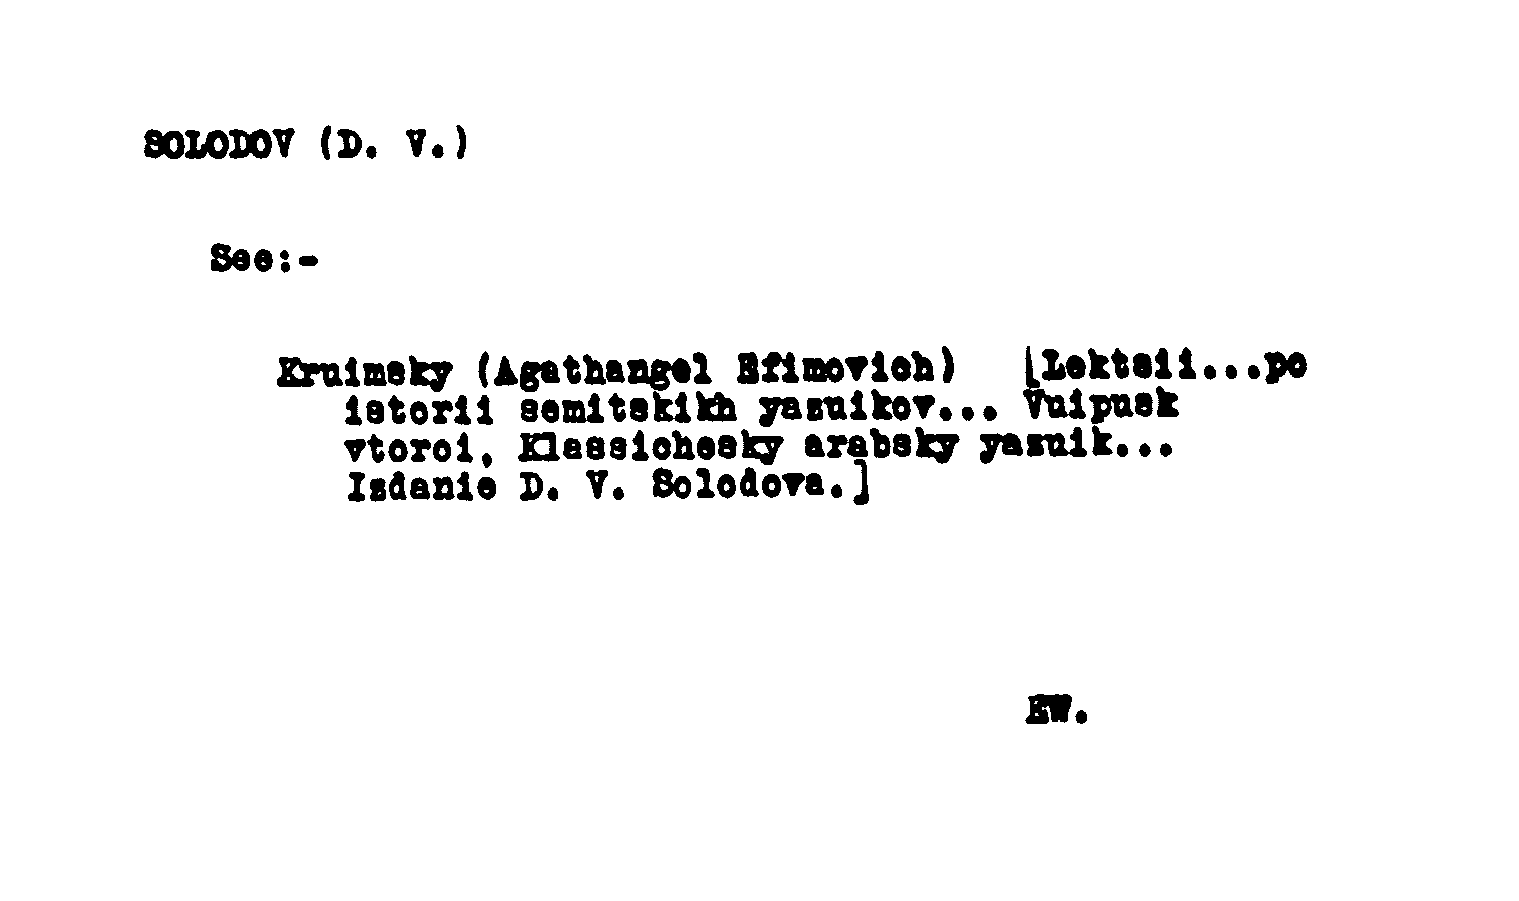 SOLODOV (D. V.)
See:-
Kruimsky (Agathangel Efimovich) [Lektsii...po
istorii semitskikh yazuikov... Vuipusk
vtoroi, Klassichesky arabsky yazuik...
Izdanie D. V. Solodova.]
EW.